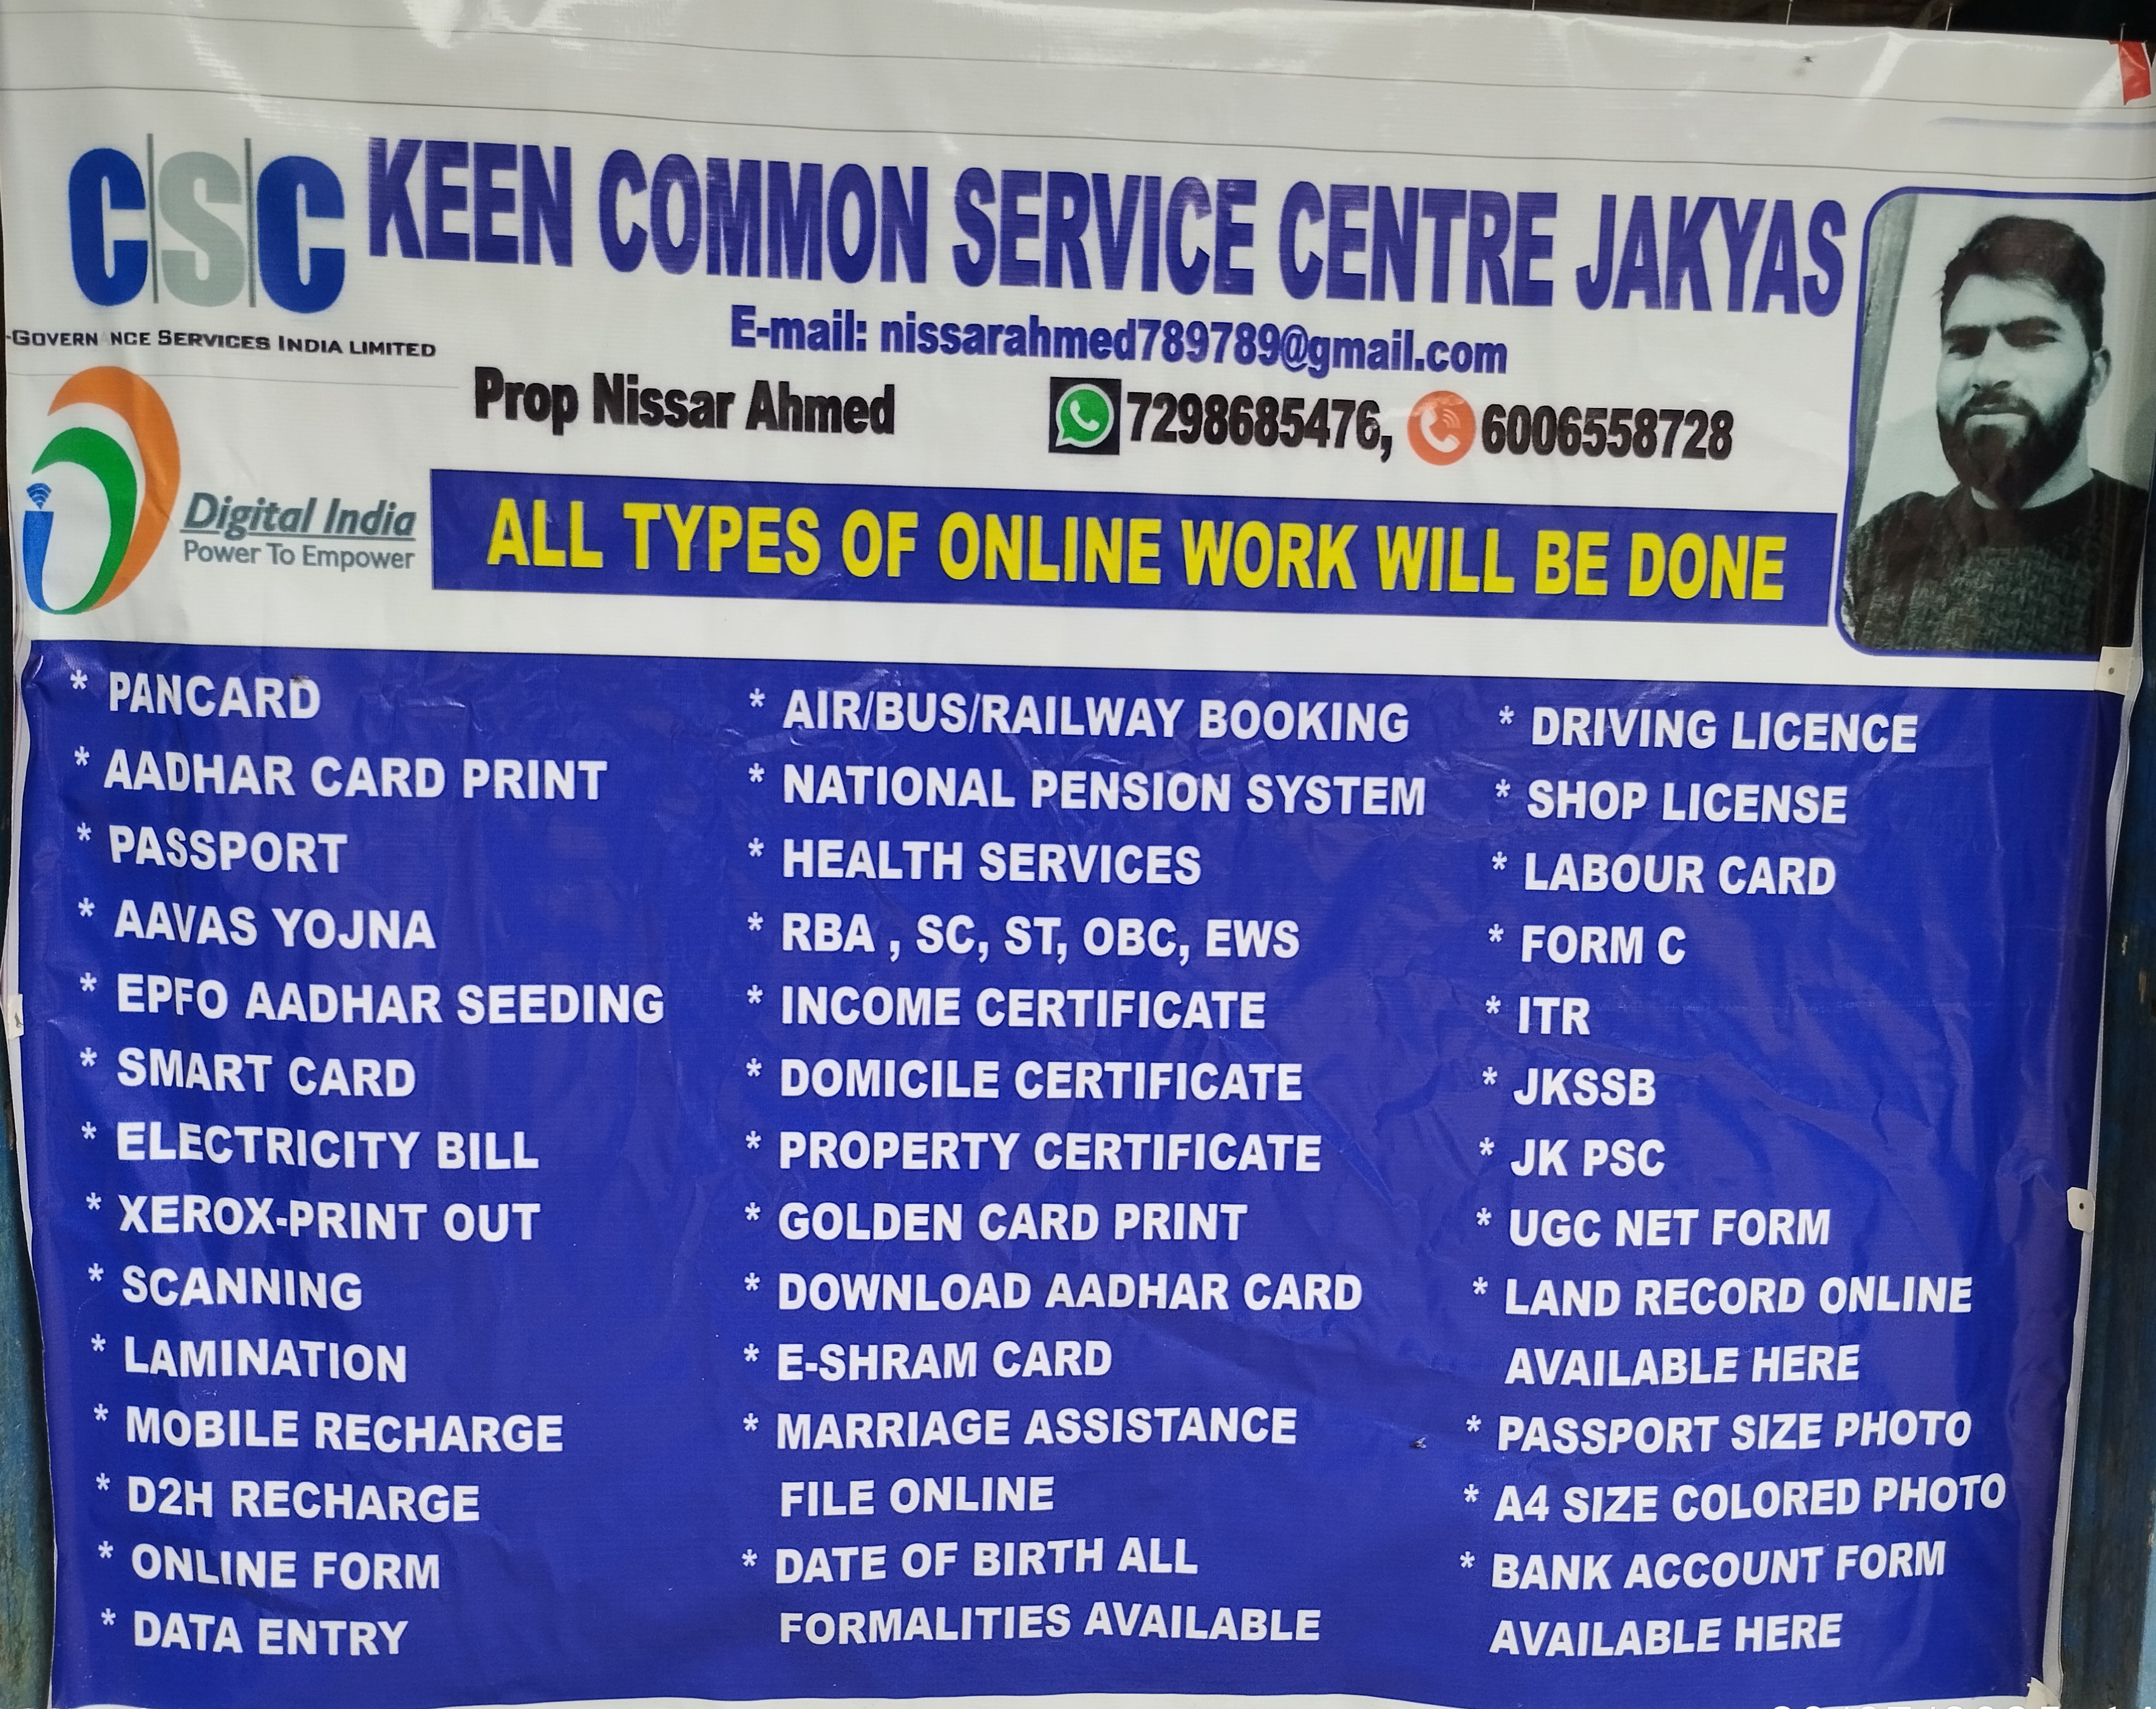 CSC
KEEN COMMON SERVICE CENTRE JAKYAS
-GOVERNANCE SERVICES INDIA LIMITED
E-mail: nissarahmed789789@gmail.com
Prop Nissar Ahmed
7298685476, 6006558728
Digital India
Power To Empower
ALL TYPES OF ONLINE WORK WILL BE DONE
* PANCARD
* AADHAR CARD PRINT
* PASSPORT
* AAVAS YOJNA
* EPFO AADHAR SEEDING
* SMART CARD
* ELECTRICITY BILL
* XEROX-PRINT OUT
* SCANNING
* LAMINATION
* MOBILE RECHARGE
* D2H RECHARGE
* ONLINE FORM
* DATA ENTRY
* AIR/BUS/RAILWAY BOOKING
* NATIONAL PENSION SYSTEM
* HEALTH SERVICES
* RBA , SC, ST, OBC, EWS
* INCOME CERTIFICATE
* DOMICILE CERTIFICATE
* PROPERTY CERTIFICATE
* GOLDEN CARD PRINT
* DOWNLOAD AADHAR CARD
* E-SHRAM CARD
* MARRIAGE ASSISTANCE
FILE ONLINE
* DATE OF BIRTH ALL
FORMALITIES AVAILABLE
* DRIVING LICENCE
* SHOP LICENSE
* LABOUR CARD
* FORM C
* ITR
* JKSSB
* JK PSC
* UGC NET FORM
* LAND RECORD ONLINE
AVAILABLE HERE
* PASSPORT SIZE PHOTO
* A4 SIZE COLORED PHOTO
* BANK ACCOUNT FORM
AVAILABLE HERE